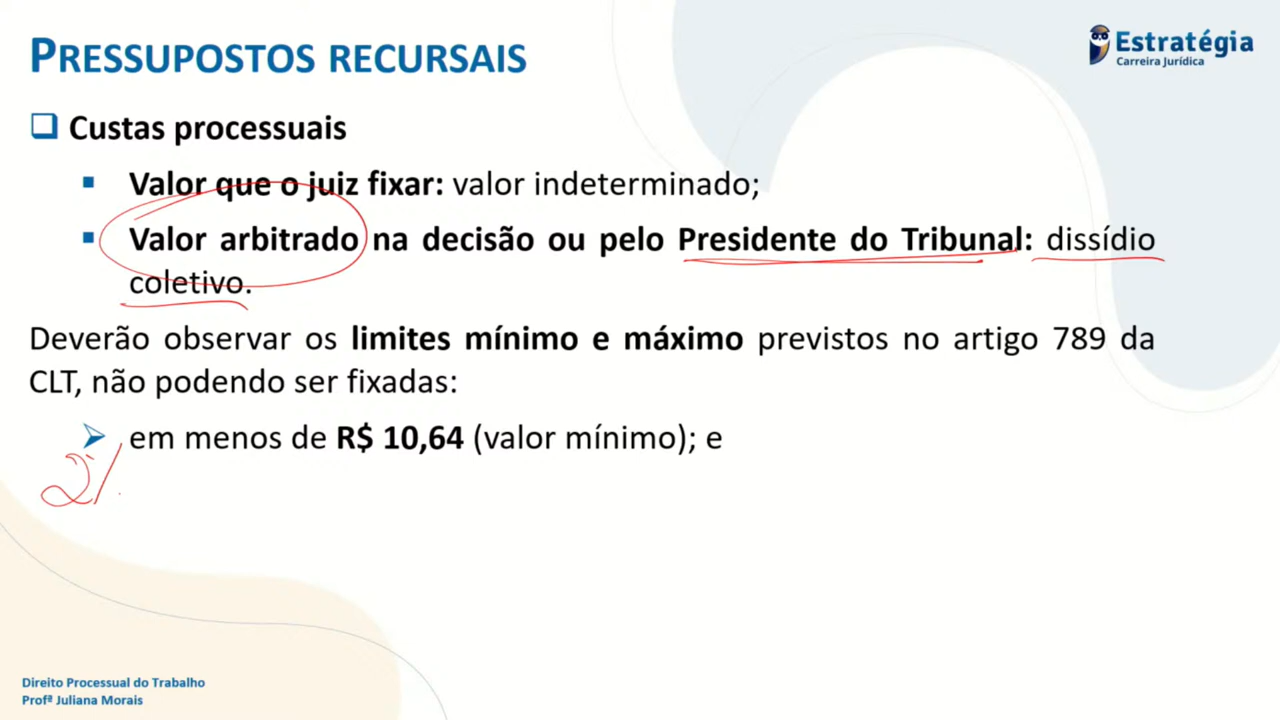 PRESSUPOSTOS RECURSAIS
Estratégia
Carreira Jurídica
Custas processuais
Valor que o juiz fixar: valor indeterminado;
Valor arbitrado na decisão ou pelo Presidente do Tribunal: dissídio
coletivo.
Deverão observar os limites mínimo e máximo previstos no artigo 789 da
CLT, não podendo ser fixadas:
em menos de R$ 10,64 (valor mínimo); e
2%
Direito Processual do Trabalho
Profª Juliana Morais